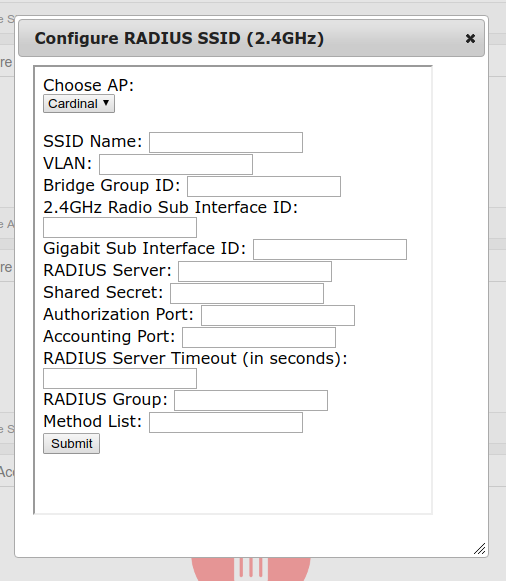 Configure RADIUS SSID (2.4GHz)
Choose AP:
Cardinal
SSID Name:
VLAN:
Bridge Group ID:
2.4GHz Radio Sub Interface ID:
Gigabit Sub Interface ID:
RADIUS Server:
Shared Secret:
Authorization Port:
Accounting Port:
RADIUS Server Timeout (in seconds):
RADIUS Group:
Method List:
Submit